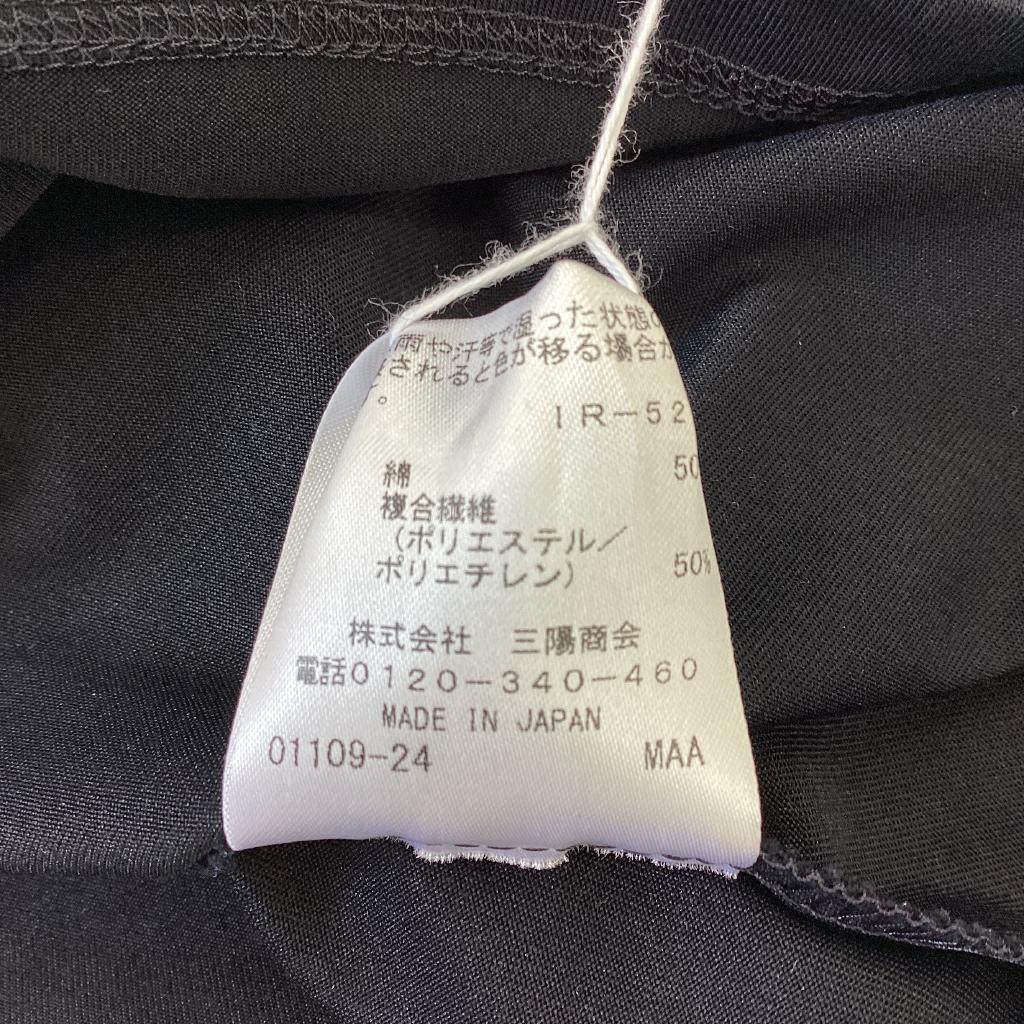 雨や汗等で湿った状態の
されると色が移る場合が
。
IR-52
綿 50
複合繊維
(ポリエステル/
ポリエチレン) 50%
株式会社 三陽商会
電話0120-340-460
MADE IN JAPAN
01109-24 MAA